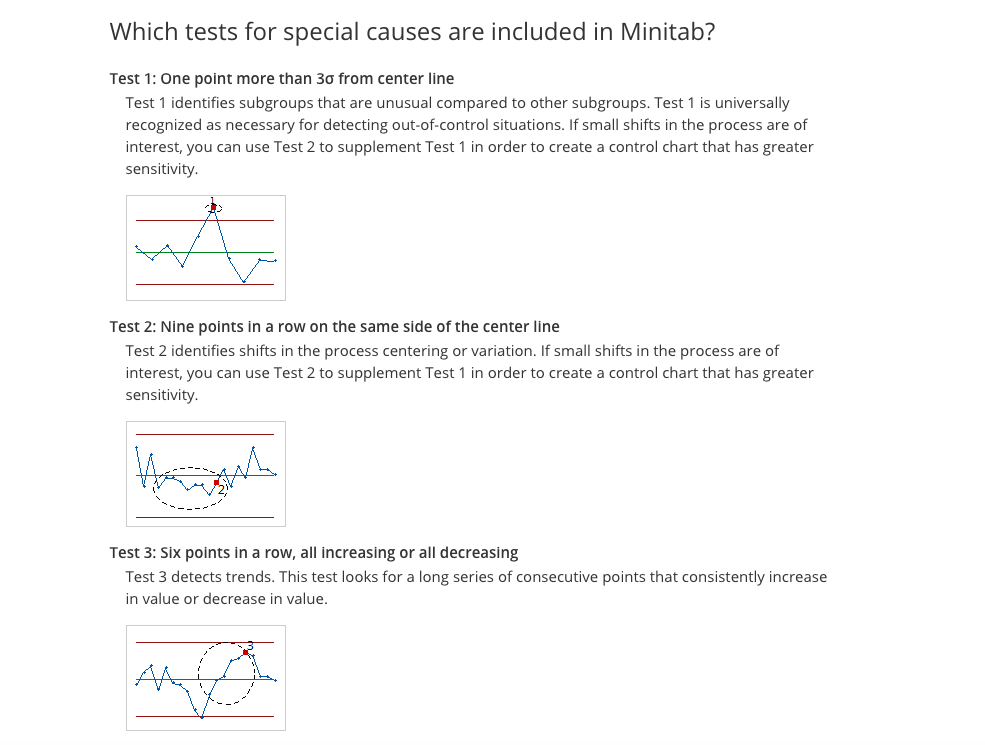 Which tests for special causes are included in Minitab?
Test 1: One point more than 3σ from center line
Test 1 identifies subgroups that are unusual compared to other subgroups. Test 1 is universally
recognized as necessary for detecting out-of-control situations. If small shifts in the process are of
interest, you can use Test 2 to supplement Test 1 in order to create a control chart that has greater
sensitivity.
1
Test 2: Nine points in a row on the same side of the center line
Test 2 identifies shifts in the process centering or variation. If small shifts in the process are of
interest, you can use Test 2 to supplement Test 1 in order to create a control chart that has greater
sensitivity.
2
Test 3: Six points in a row, all increasing or all decreasing
Test 3 detects trends. This test looks for a long series of consecutive points that consistently increase
in value or decrease in value.
3